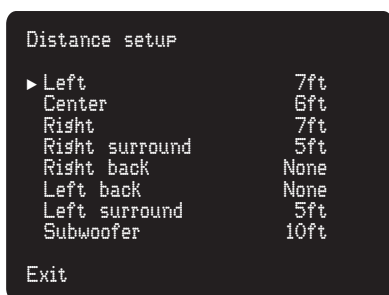 Distance setup
▶ Left 7ft
Center 6ft
Right 7ft
Right surround 5ft
Right back None
Left back None
Left surround 5ft
Subwoofer 10ft
Exit